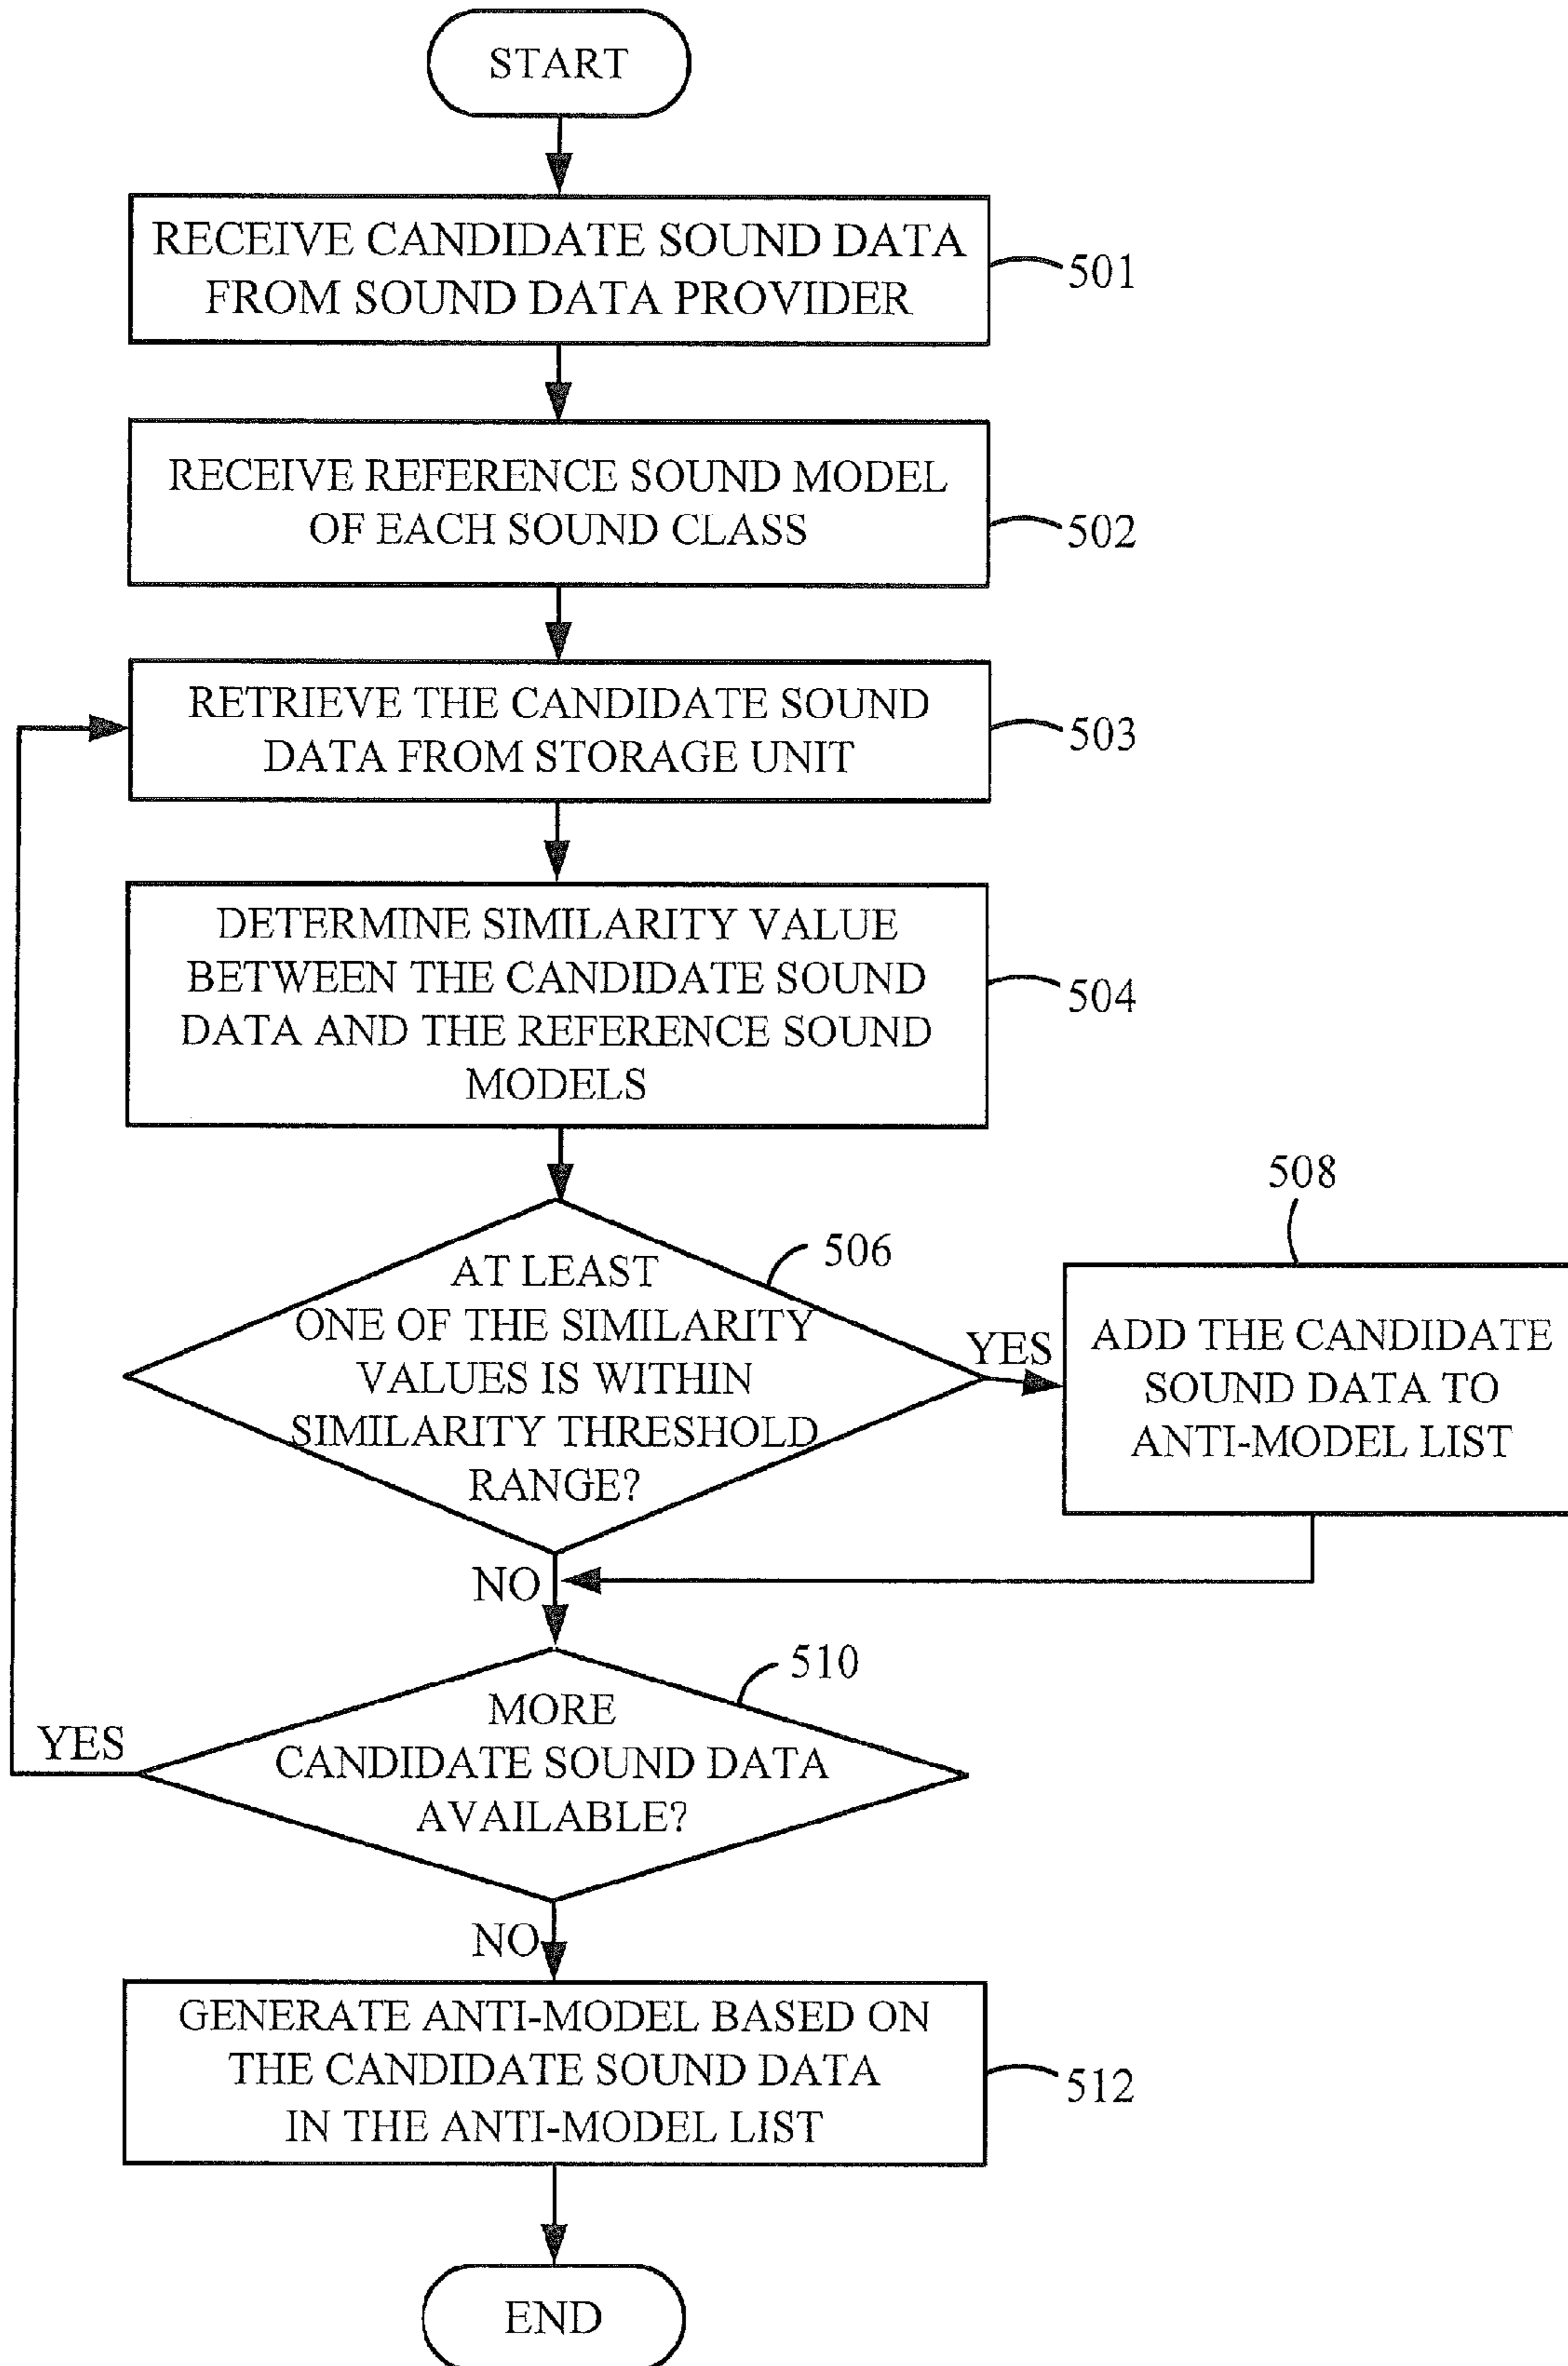 START
RECEIVE CANDIDATE SOUND DATA
FROM SOUND DATA PROVIDER
501
RECEIVE REFERENCE SOUND MODEL
OF EACH SOUND CLASS
502
RETRIEVE THE CANDIDATE SOUND
DATA FROM STORAGE UNIT
503
DETERMINE SIMILARITY VALUE
BETWEEN THE CANDIDATE SOUND
DATA AND THE REFERENCE SOUND
MODELS
504
AT LEAST
ONE OF THE SIMILARITY
VALUES IS WITHIN
SIMILARITY THRESHOLD
RANGE?
506
YES
508
ADD THE CANDIDATE
SOUND DATA TO
ANTI-MODEL LIST
NO
510
MORE
CANDIDATE SOUND DATA
AVAILABLE?
YES
NO
GENERATE ANTI-MODEL BASED ON
THE CANDIDATE SOUND DATA
IN THE ANTI-MODEL LIST
512
END